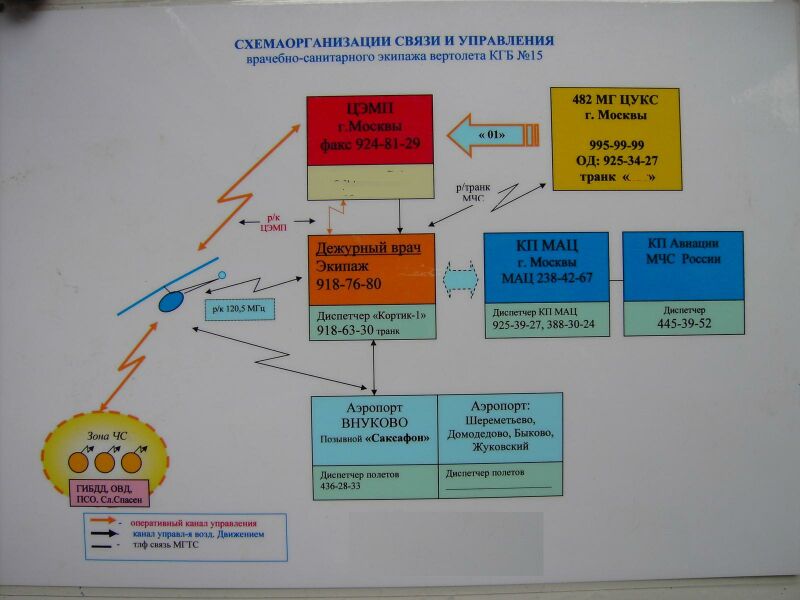 СХЕМАОРГАНИЗАЦИИ СВЯЗИ И УПРАВЛЕНИЯ
врачебно-санитарного экипажа вертолета КГБ №15
ЦЭМП
г.Москвы
факс 924-81-29
« 01»
482 МГ ЦУКС
г. Москвы
995-99-99
ОД: 925-34-27
транк « »
р/транк
МЧС
р/к
ЦЭМП
Дежурный врач
Экипаж
918-76-80
Диспетчер «Кортик-1»
918-63-30 транк
КП МАЦ
г. Москвы
МАЦ 238-42-67
Диспетчер КП МАЦ
925-39-27, 388-30-24
КП Авиации
МЧС России
Диспетчер
445-39-52
р/к 120,5 МГц
Аэропорт
ВНУКОВО
Позывной «Саксафон»
Диспетчер полетов
436-28-33
Аэропорт:
Шереметьево,
Домодедово, Быково,
Жуковский
Диспетчер полетов
Зона ЧС
ГИБДД, ОВД,
ПСО. Сл.Спасен
- оперативный канал управления
- канал управл-я возд. Движением
- тлф связь МГТС